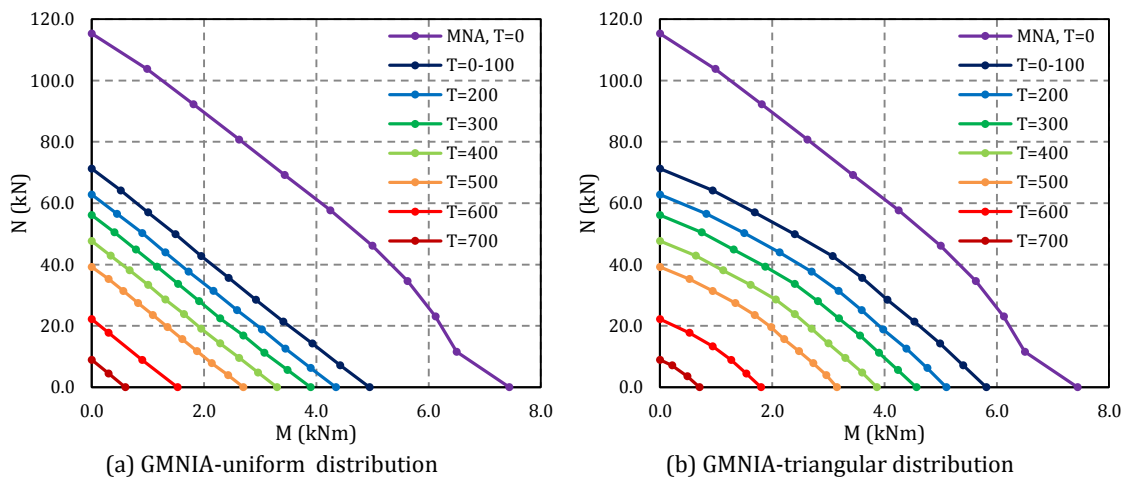 120.0
100.0
80.0
60.0
40.0
20.0
0.0
N (kN)
0.0 2.0 4.0 6.0 8.0
M (kNm)
MNA, T=0
T=0-100
T=200
T=300
T=400
T=500
T=600
T=700
(a) GMNIA-uniform distribution
120.0
100.0
80.0
60.0
40.0
20.0
0.0
N (kN)
0.0 2.0 4.0 6.0 8.0
M (kNm)
MNA, T=0
T=0-100
T=200
T=300
T=400
T=500
T=600
T=700
(b) GMNIA-triangular distribution